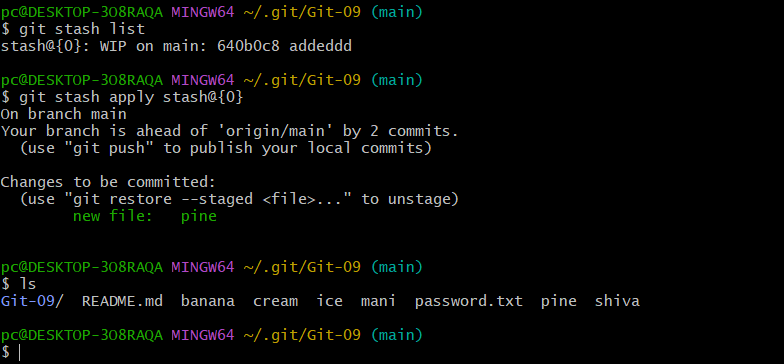 pc@DESKTOP-3O8RAQA MINGW64 ~/.git/Git-09 (main)
$ git stash list
stash@{0}: WIP on main: 640b0c8 addeddd
pc@DESKTOP-3O8RAQA MINGW64 ~/.git/Git-09 (main)
$ git stash apply stash@{0}
On branch main
Your branch is ahead of 'origin/main' by 2 commits.
  (use "git push" to publish your local commits)
Changes to be committed:
  (use "git restore --staged <file>..." to unstage)
        new file:   pine
pc@DESKTOP-3O8RAQA MINGW64 ~/.git/Git-09 (main)
$ ls
Git-09/  README.md  banana  cream  ice  mani  password.txt  pine  shiva
pc@DESKTOP-3O8RAQA MINGW64 ~/.git/Git-09 (main)
$